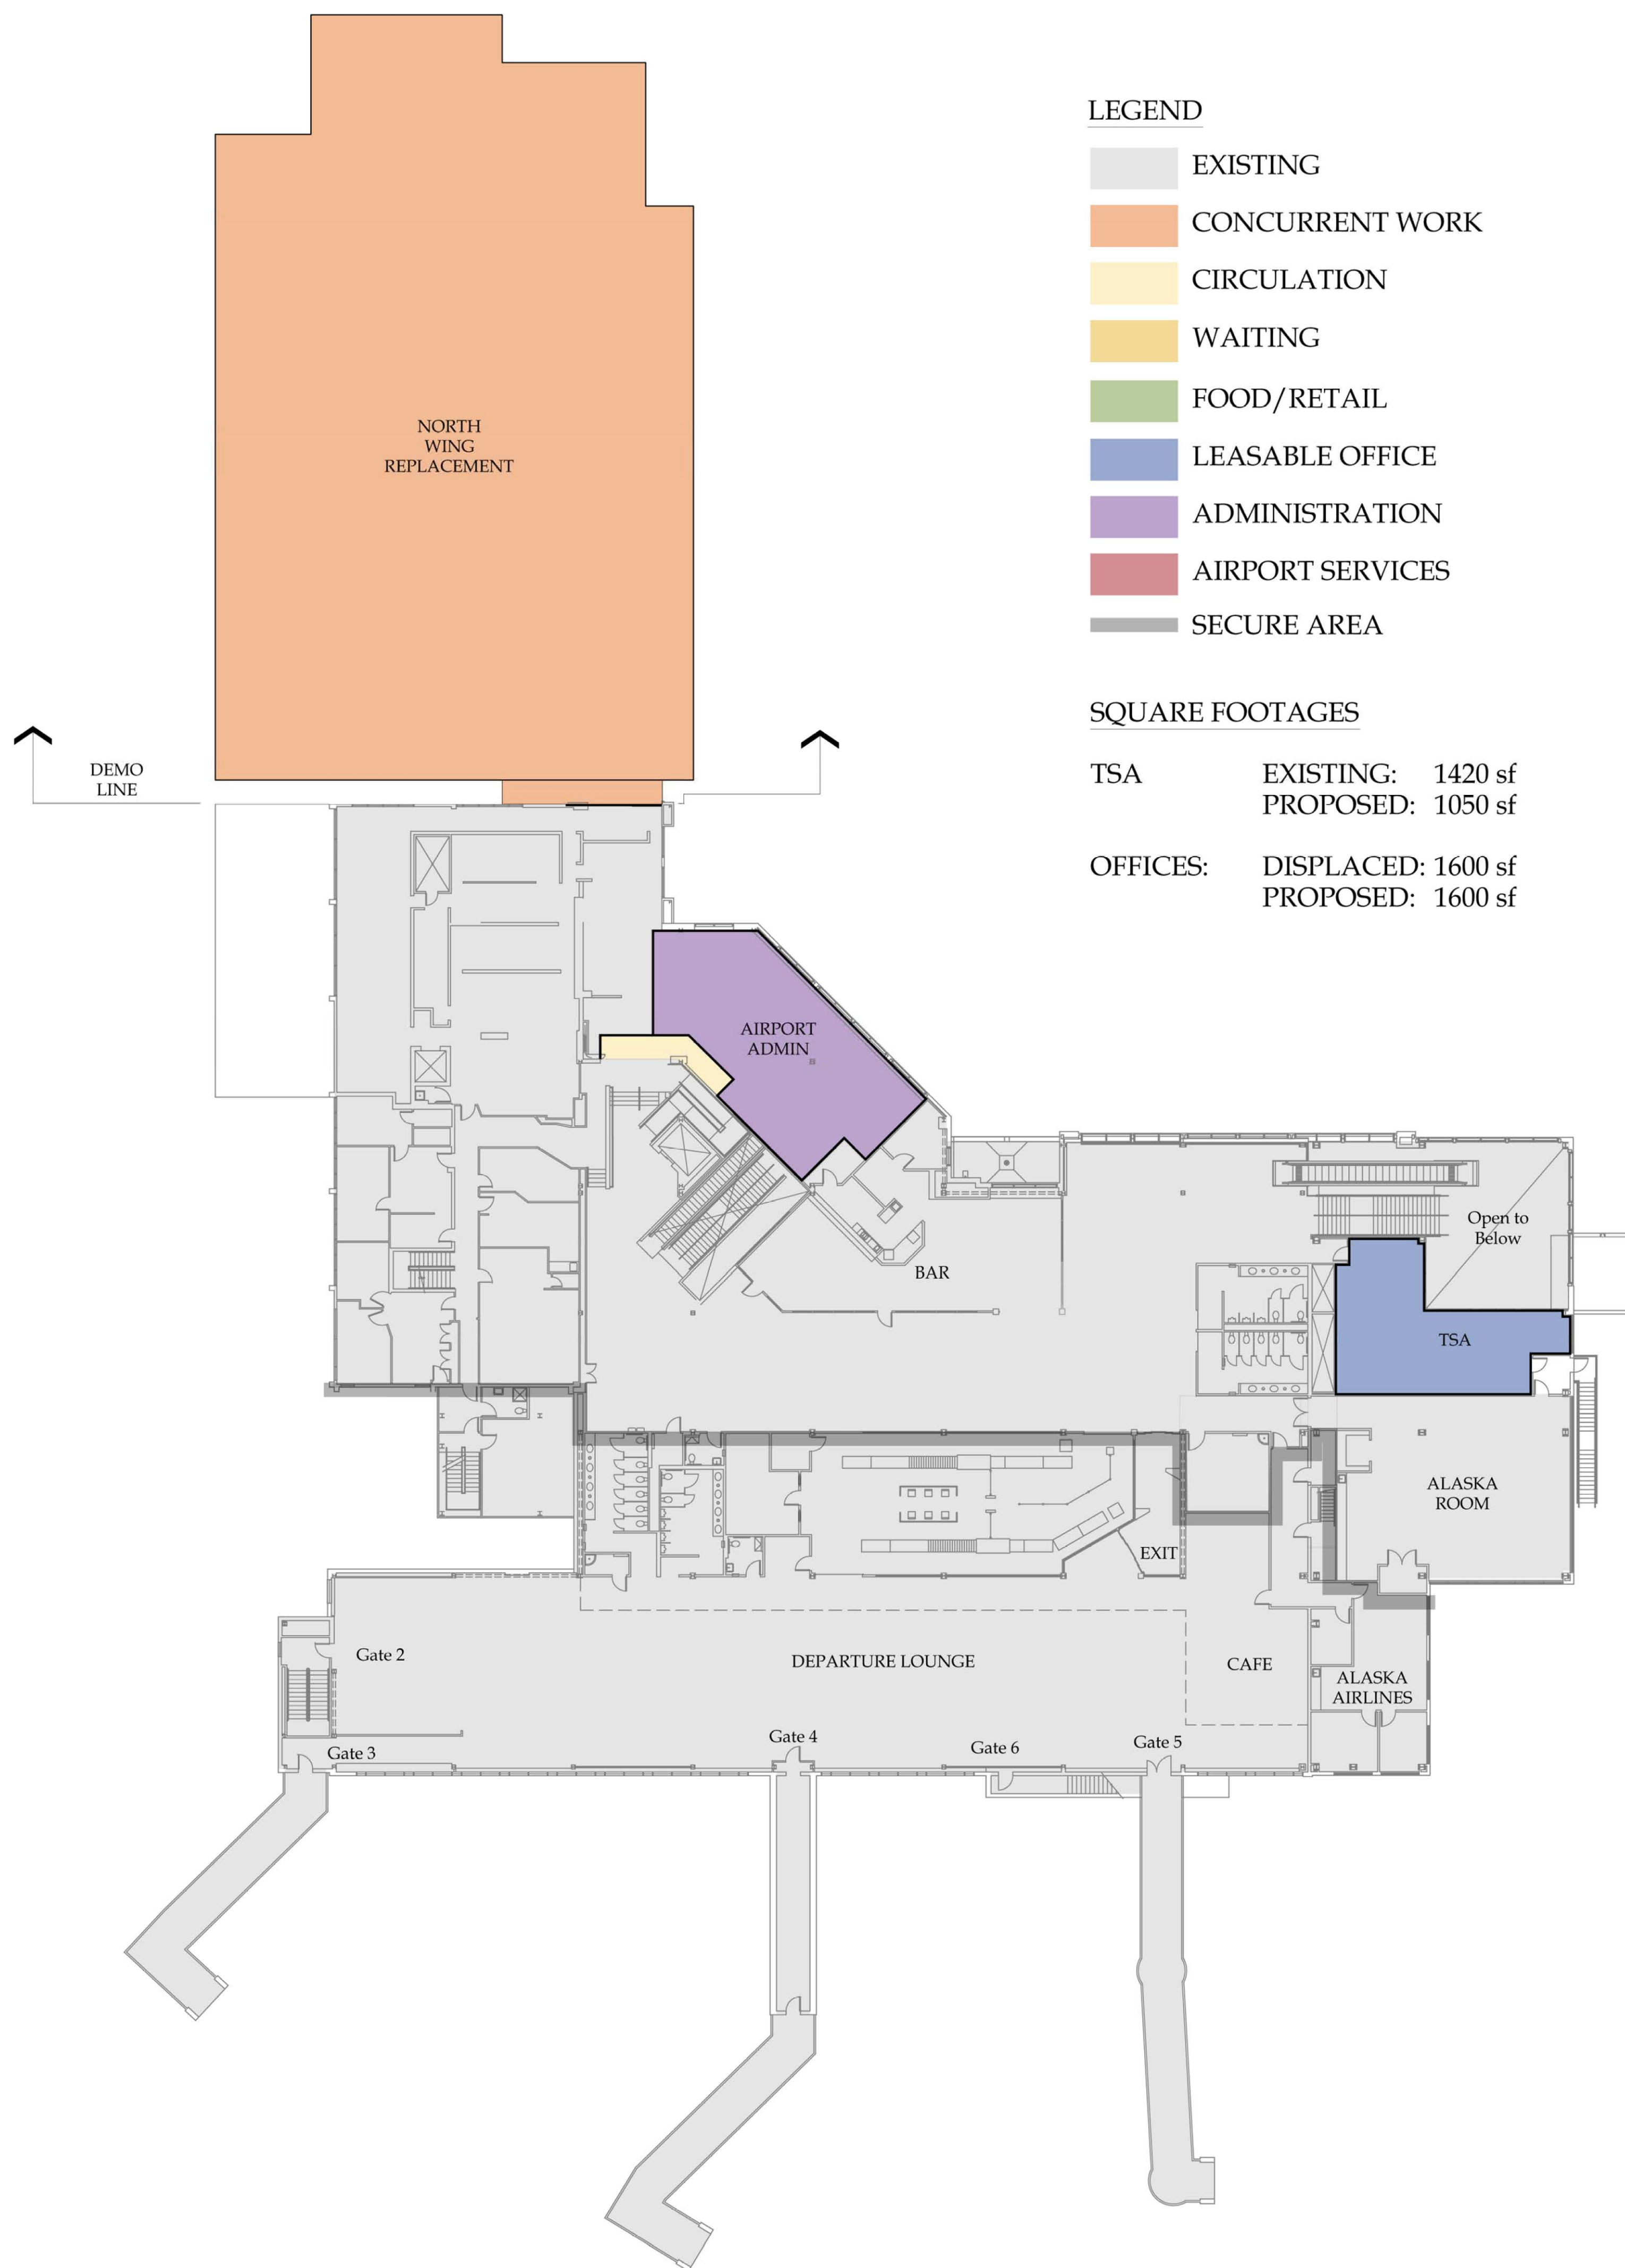 LEGEND
EXISTING
CONCURRENT WORK
CIRCULATION
WAITING
FOOD/RETAIL
LEASABLE OFFICE
ADMINISTRATION
AIRPORT SERVICES
SECURE AREA
SQUARE FOOTAGES
TSA EXISTING: 1420 sf
PROPOSED: 1050 sf
OFFICES: DISPLACED: 1600 sf
PROPOSED: 1600 sf
NORTH
WING
REPLACEMENT
DEMO
LINE
AIRPORT
ADMIN
Open to
Below
BAR
TSA
ALASKA
ROOM
EXIT
Gate 2
DEPARTURE LOUNGE
CAFE
ALASKA
AIRLINES
Gate 3
Gate 4
Gate 6
Gate 5